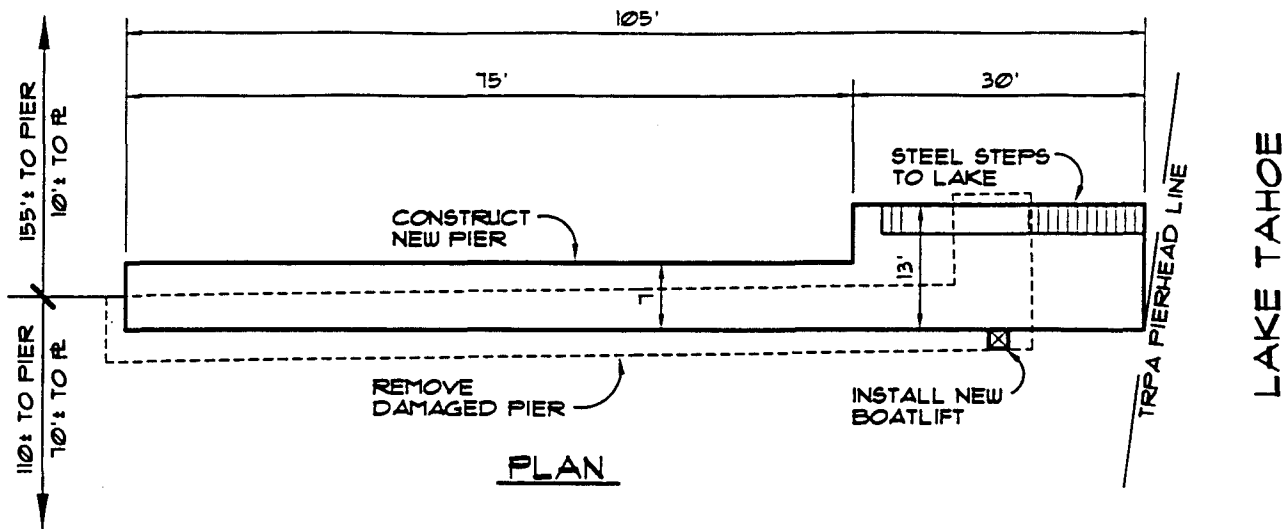 105'
75'
30'
155'± TO PIER
10'± TO PL
STEEL STEPS
TO LAKE
CONSTRUCT
NEW PIER
13'
7
TRPA PIERHEAD LINE
LAKE TAHOE
110± TO PIER
70'± TO PL
REMOVE
DAMAGED PIER
INSTALL NEW
BOATLIFT
PLAN